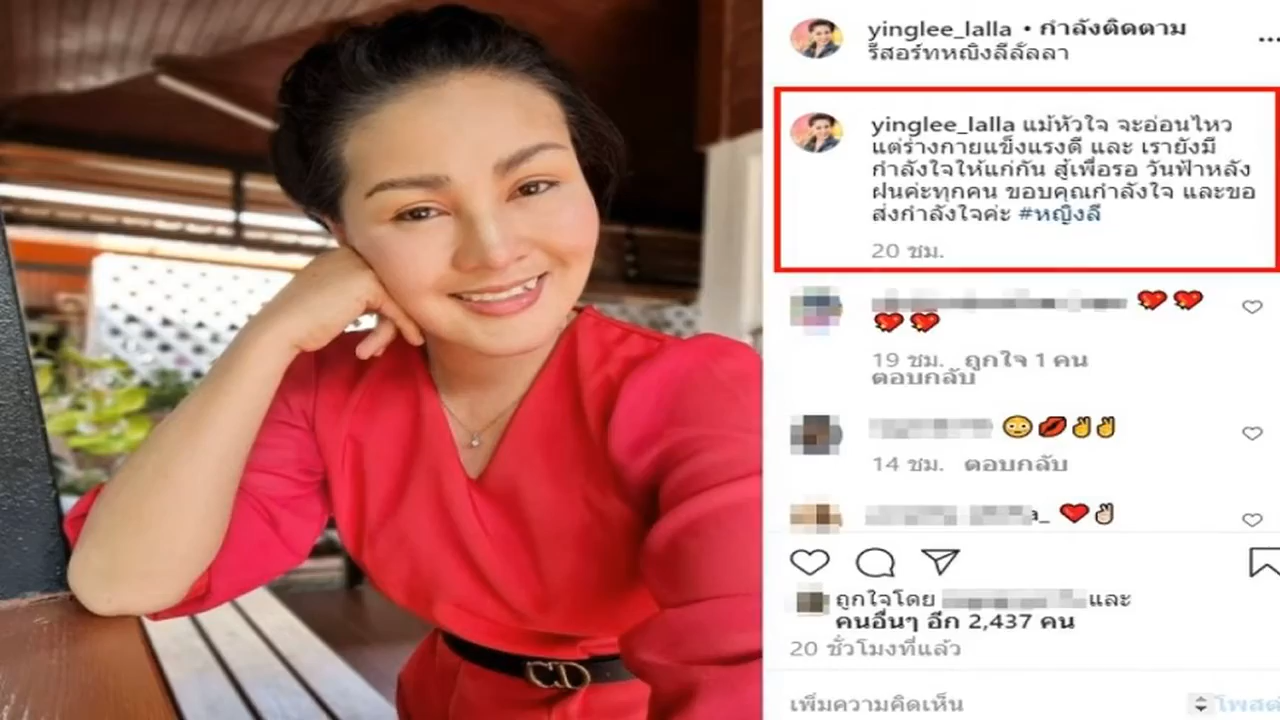 yinglee_lalla • กำลังติดตาม
รีสอร์ทหญิงลีลัลลา
yinglee_lalla แม้หัวใจ จะอ่อนไหว
แต่ร่างกายแข็งแรงดี และ เรายังมี
กำลังใจให้แก่กัน สู้เพื่อรอ วันฟ้าหลัง
ฝนค่ะทุกคน ขอบคุณกำลังใจ และขอ
ส่งกำลังใจค่ะ #หญิงลี
20 ชม.
19 ชม. ถูกใจ 1 คน
ตอบกลับ
14 ชม. ตอบกลับ
ถูกใจโดย และ
คนอื่นๆ อีก 2,437 คน
20 ชั่วโมงที่แล้ว
เพิ่มความคิดเห็น
โพสต์
CD